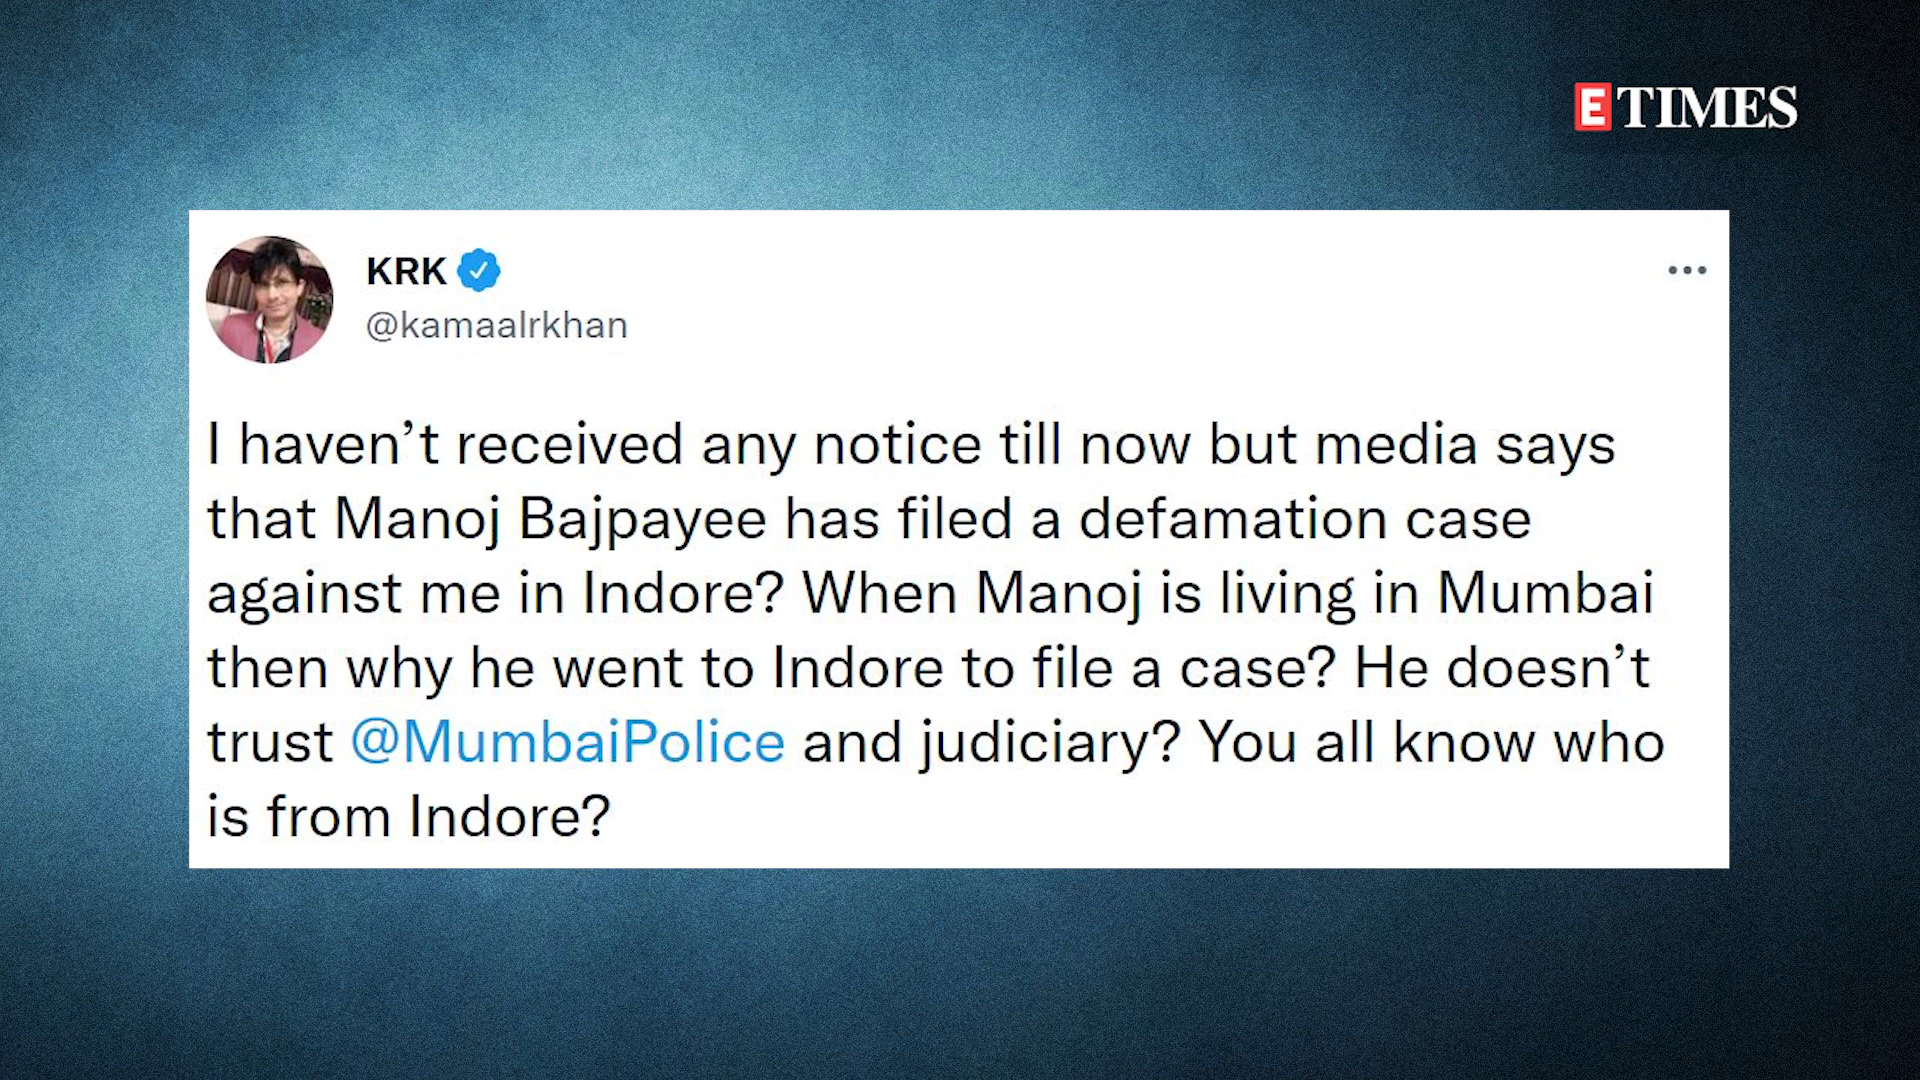 E TIMES
KRK
@kamaalrkhan
I haven’t received any notice till now but media says
that Manoj Bajpayee has filed a defamation case
against me in Indore? When Manoj is living in Mumbai
then why he went to Indore to file a case? He doesn’t
trust @MumbaiPolice and judiciary? You all know who
is from Indore?